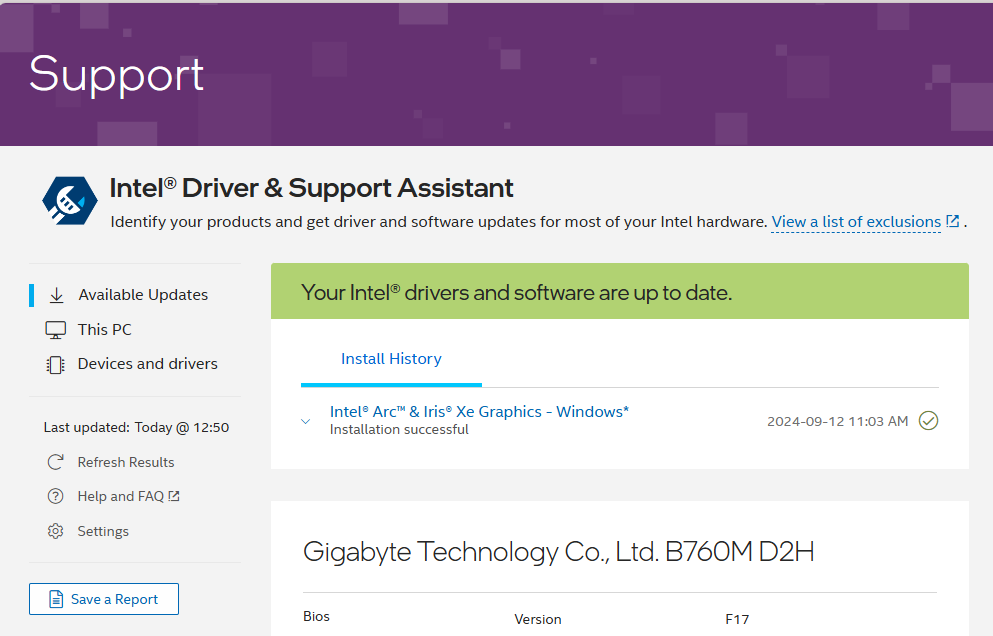 Support
Intel® Driver & Support Assistant
Identify your products and get driver and software updates for most of your Intel hardware. View a list of exclusions .
Available Updates
This PC
Devices and drivers
Last updated: Today @ 12:50
Refresh Results
Help and FAQ
Settings
Save a Report
Your Intel® drivers and software are up to date.
Install History
Intel® Arc™ & Iris® Xe Graphics - Windows*
Installation successful
2024-09-12 11:03 AM
Gigabyte Technology Co., Ltd. B760M D2H
Bios Version F17